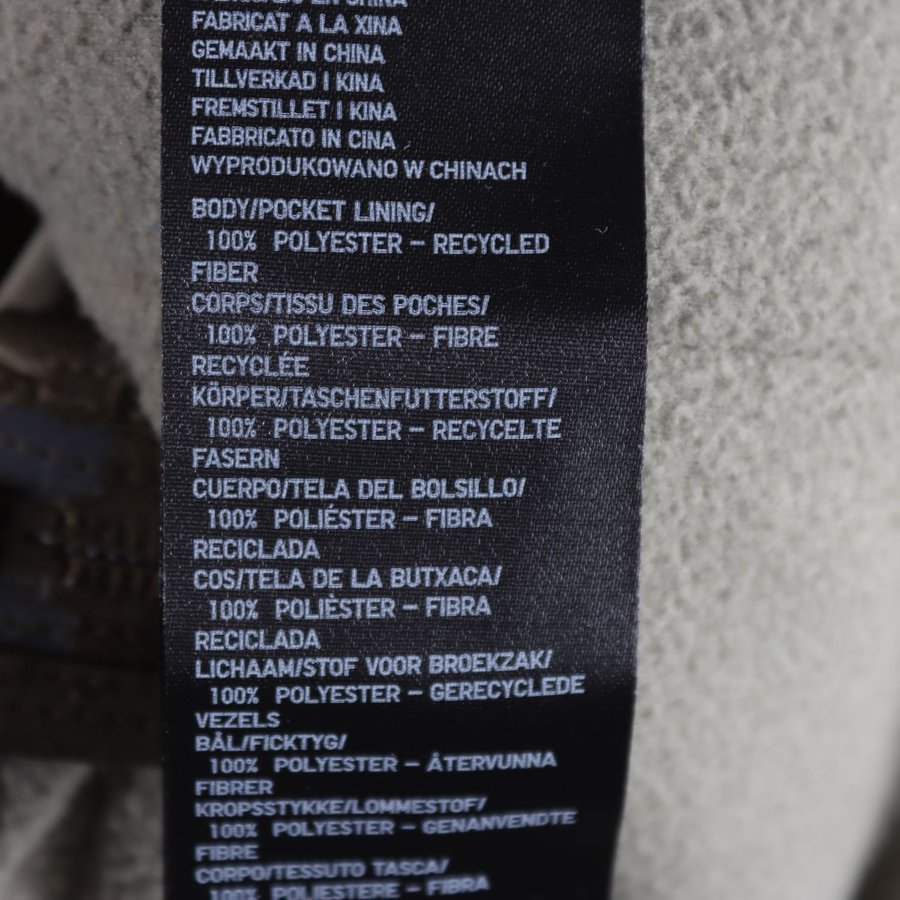 FABRICAT A LA XINA
GEMAAKT IN CHINA
TILLVERKAD I KINA
FREMSTILLET I KINA
FABBRICATO IN CINA
WYPRODUKOWANO W CHINACH
BODY/POCKET LINING/
100% POLYESTER – RECYCLED
FIBER
CORPS/TISSU DES POCHES/
100% POLYESTER – FIBRE
RECYCLÉE
KÖRPER/TASCHENFUTTERSTOFF/
100% POLYESTER – RECYCELTE
FASERN
CUERPO/TELA DEL BOLSILLO/
100% POLIÉSTER – FIBRA
RECICLADA
COS/TELA DE LA BUTXACA/
100% POLIÈSTER – FIBRA
RECICLADA
LICHAAM/STOF VOOR BROEKZAK/
100% POLYESTER – GERECYCLEDE
VEZELS
BÅL/FICKTYG/
100% POLYESTER – ÅTERVUNNA
FIBRER
KROPSSTYKKE/LOMMESTOF/
100% POLYESTER – GENANVENDTE
FIBRE
CORPO/TESSUTO TASCA/
100% POLIESTERE – FIBRA